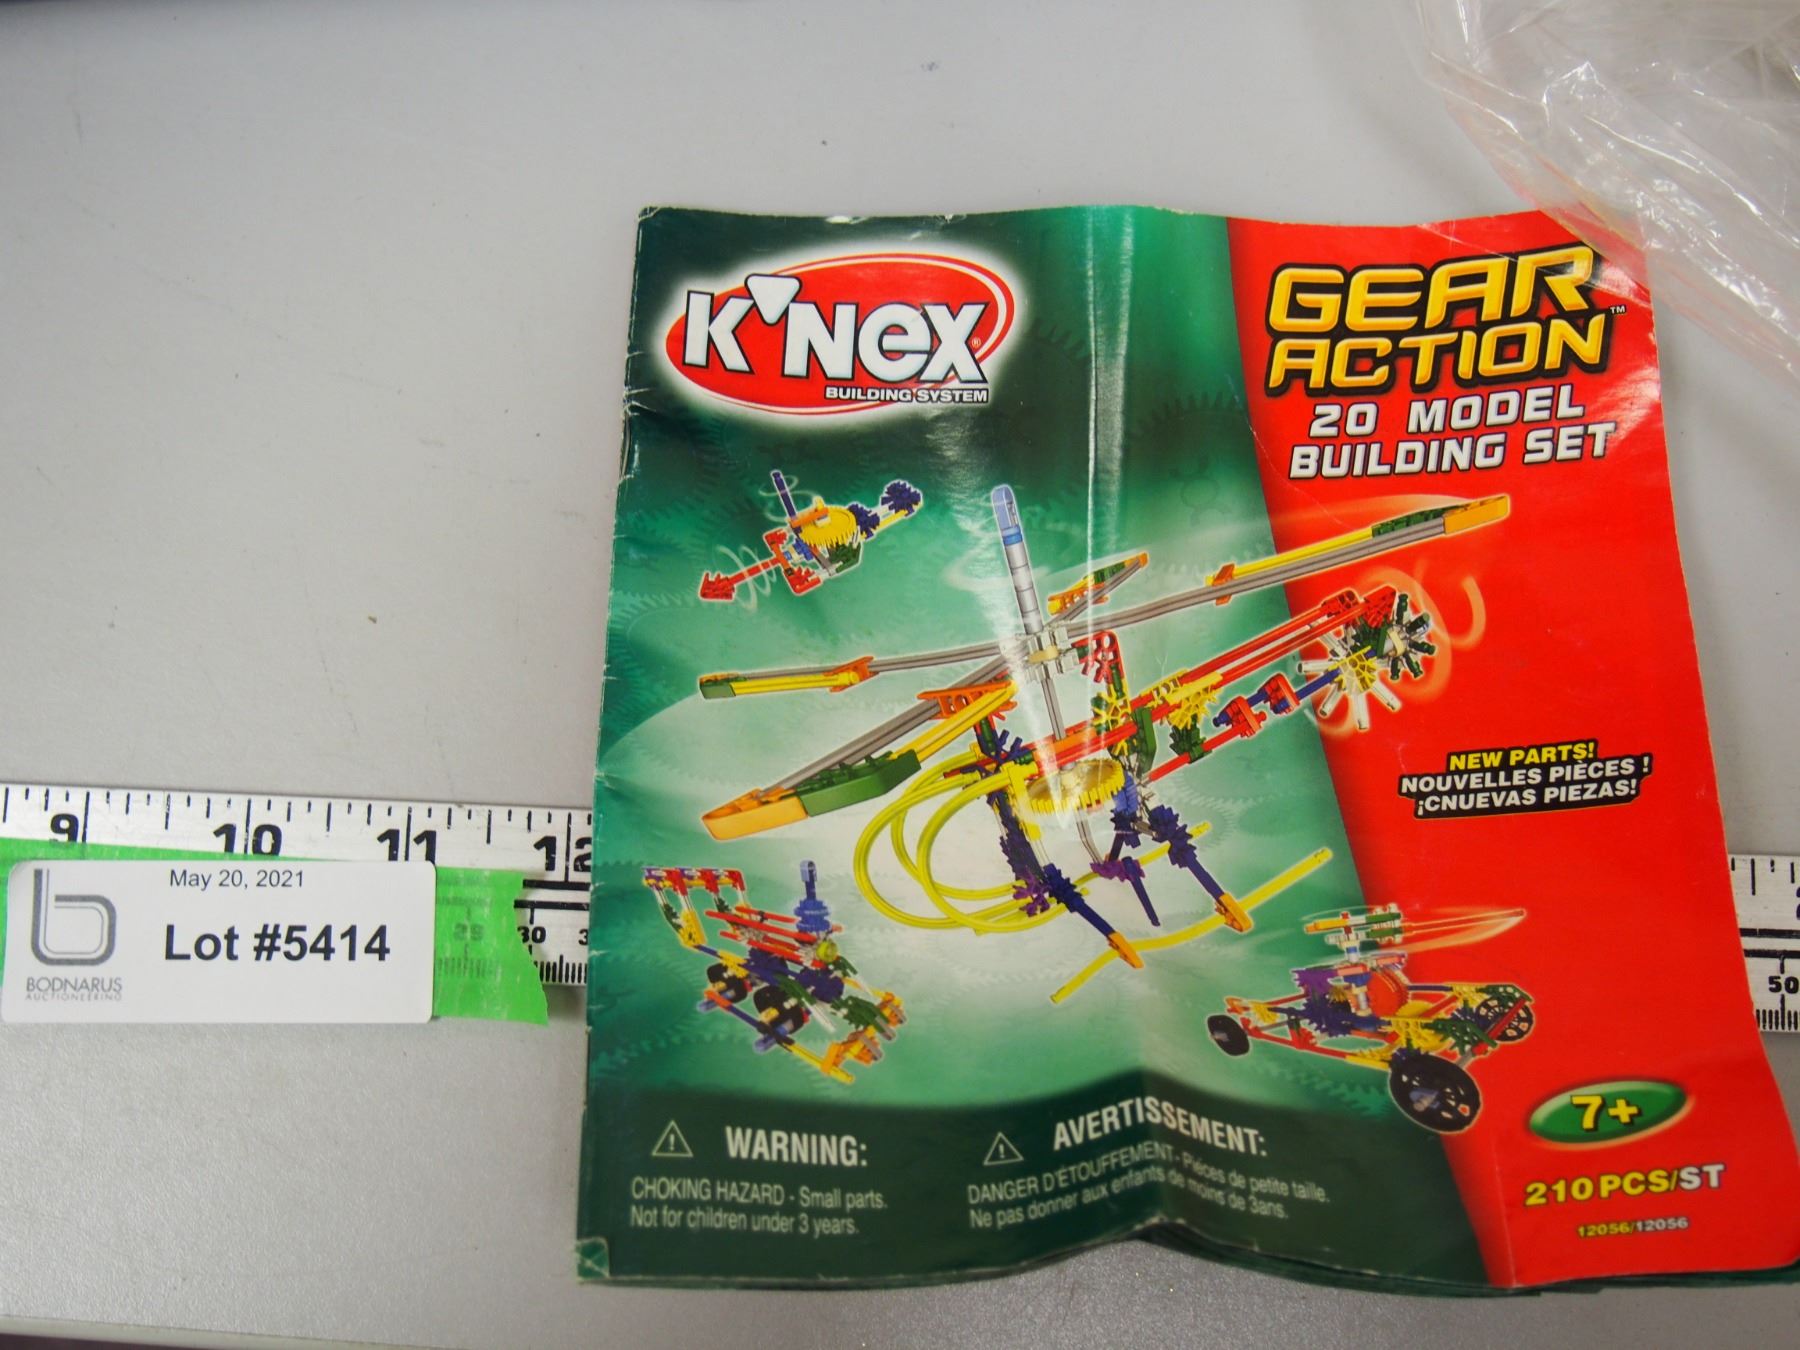 K'NEX®
BUILDING SYSTEM
GEAR
ACTION™
20 MODEL
BUILDING SET
NEW PARTS!
NOUVELLES PIÈCES !
¡CNUEVAS PIEZAS!
9 10 11 12
May 20, 2021
Lot #5414
BODNARUS
AUCTIONEERING
30
50
WARNING:
CHOKING HAZARD - Small parts.
Not for children under 3 years.
AVERTISSEMENT:
DANGER D'ÉTOUFFEMENT - Pièces de petite taille.
Ne pas donner aux enfants de moins de 3ans.
7+
210 PCS/ST
12056/12056